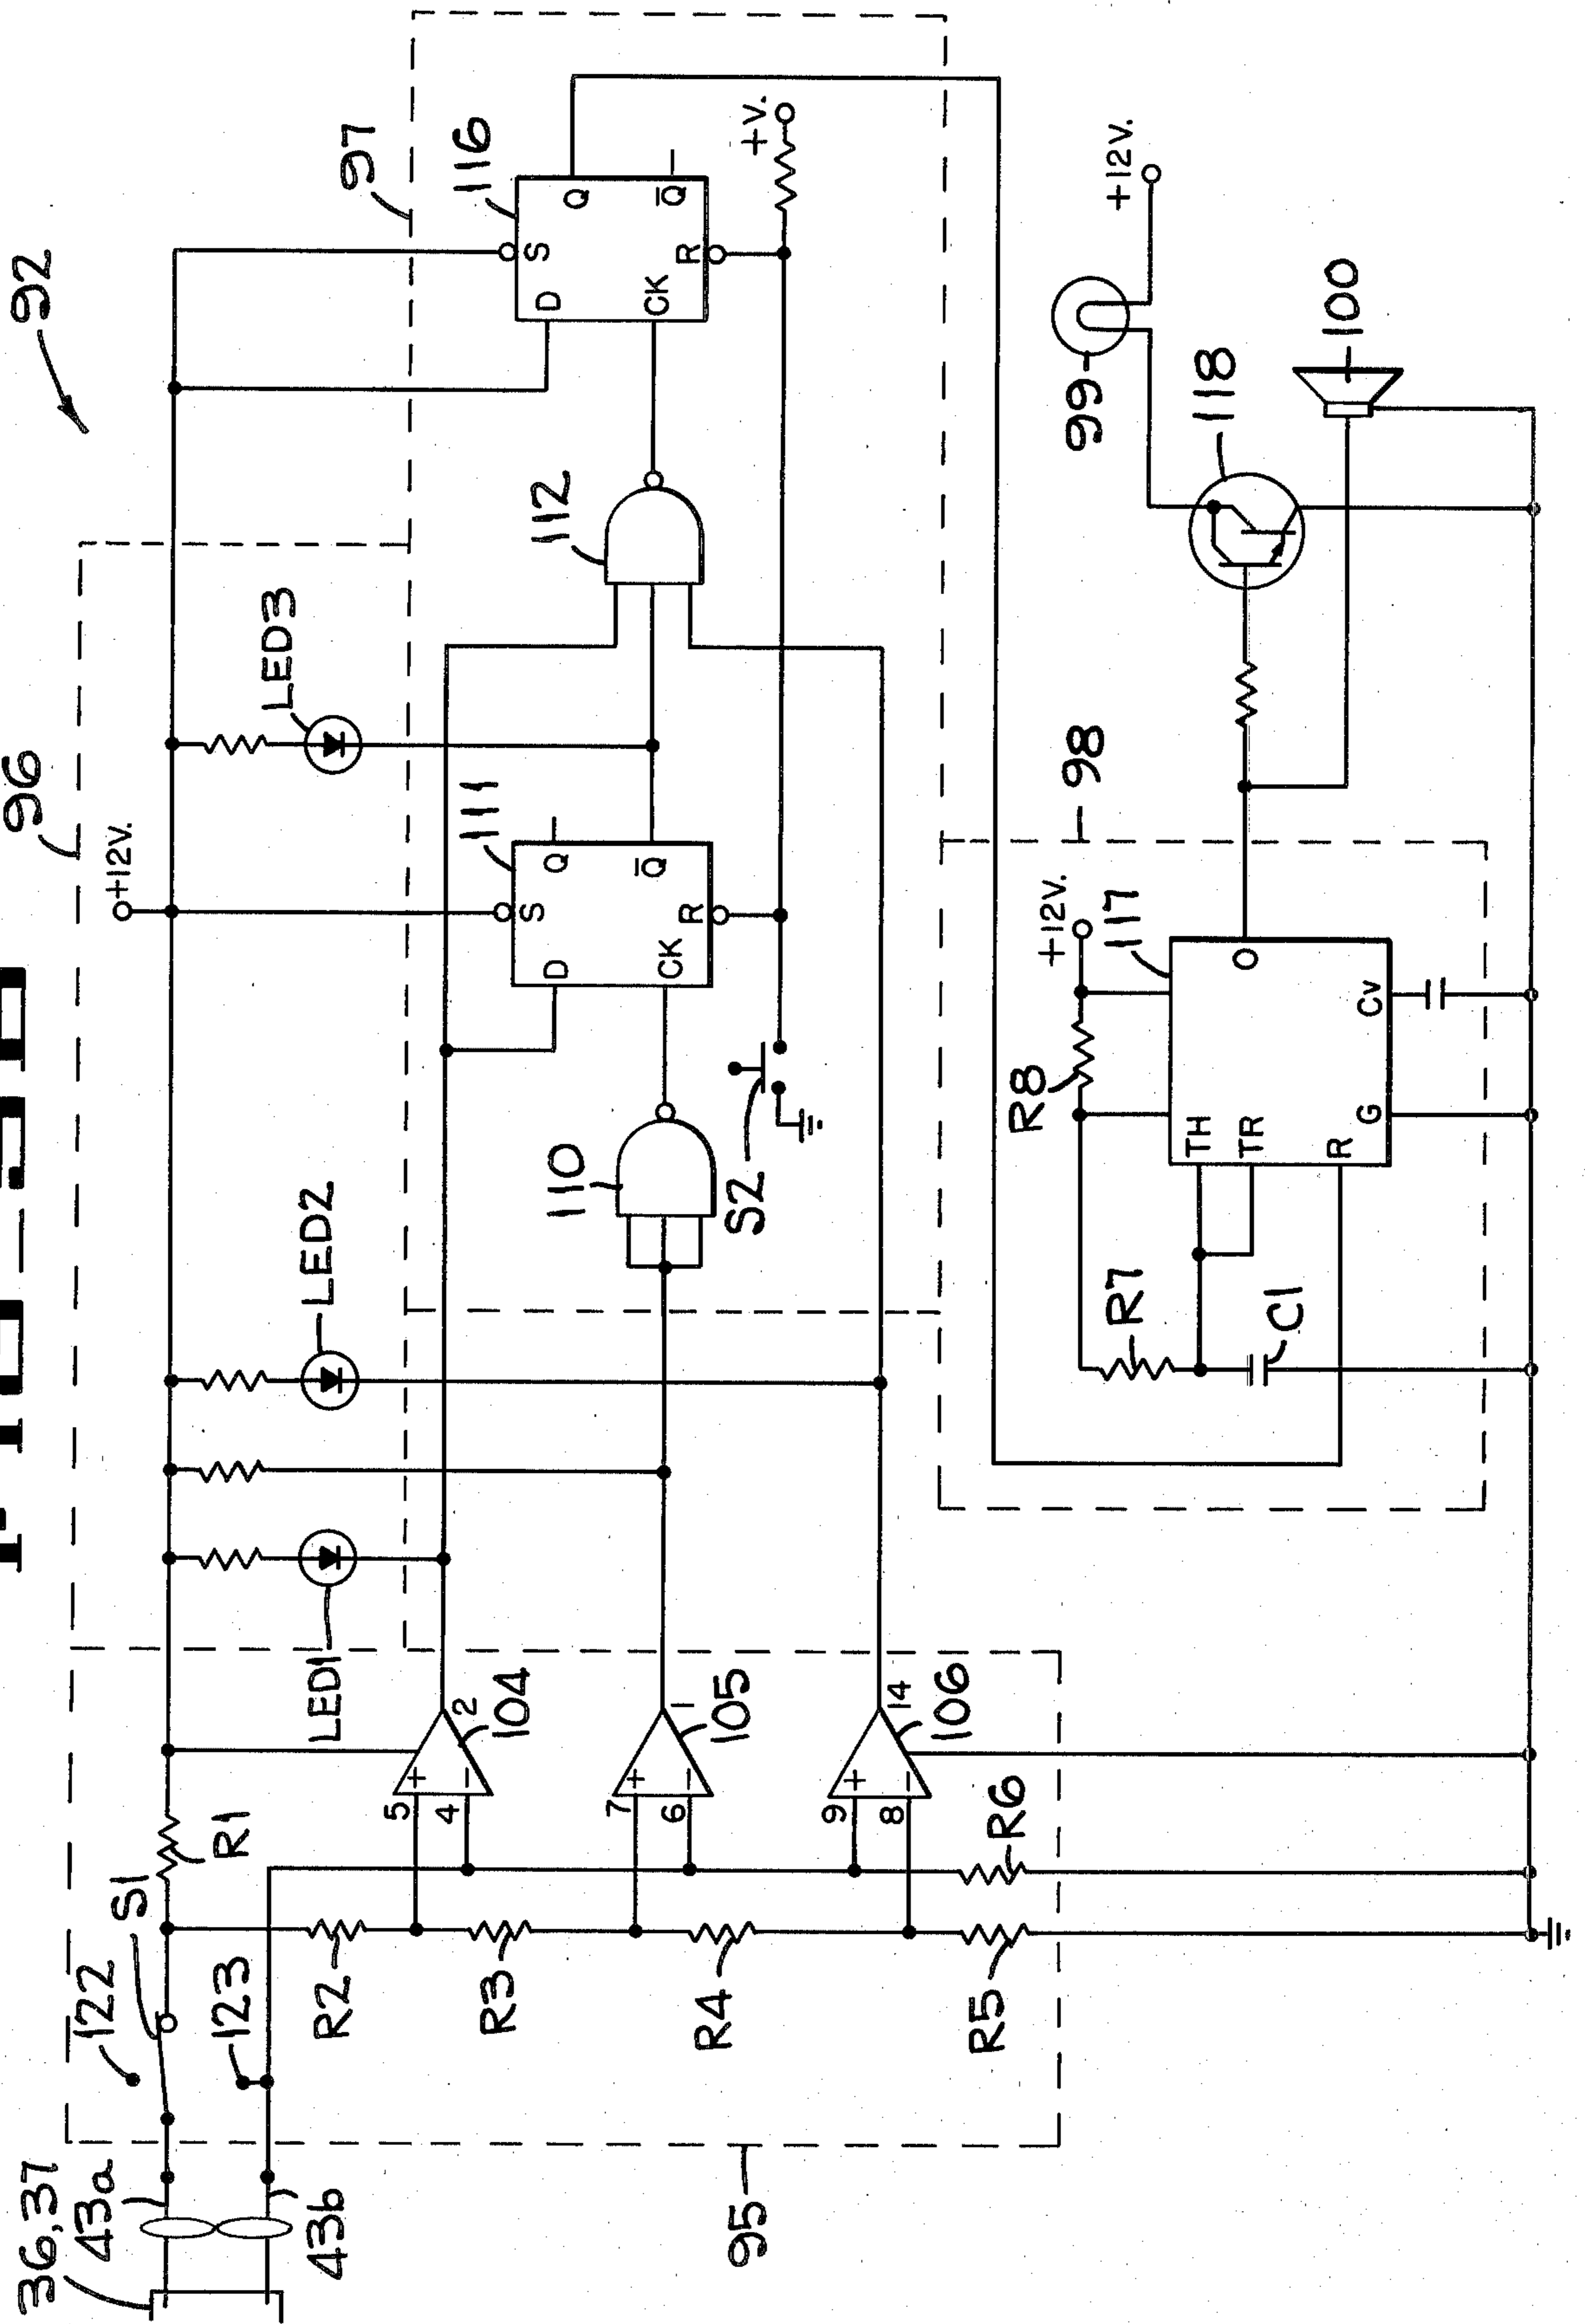 96
92
36,37
43a
122
+12V.
S1
R1
LED1
LED2
LED3
97
123
43b
R2
5
+
4
−
2
104
110
111
112
116
D
S
Q
CK
R
Q̅
D
S
Q
CK
R
Q̅
R3
7
+
6
−
1
105
S2
+V.
95
R4
9
+
8
−
14
106
R5
R6
R8
+12V.
117
98
99
+12V.
R7
C1
TH
TR
R
G
Cv
O
118
100